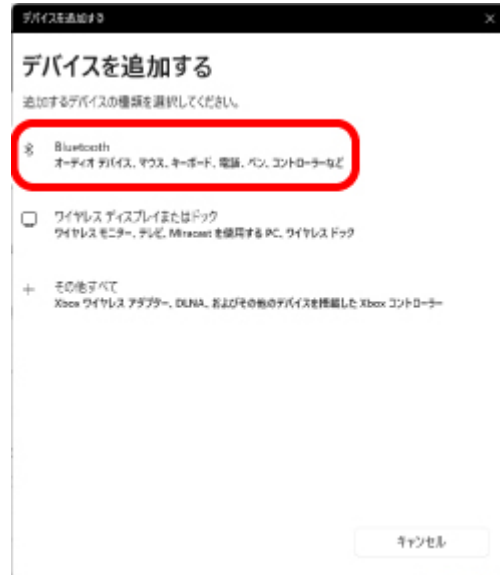 デバイスを追加する
デバイスを追加する
追加するデバイスの種類を選択してください。
Bluetooth
オーディオ デバイス、マウス、キーボード、電話、ペン、コントローラーなど
ワイヤレス ディスプレイまたはドック
ワイヤレス モニター、テレビ、Miracast を使用する PC、ワイヤレス ドック
その他すべて
Xbox ワイヤレス アダプター、DLNA、およびその他のデバイスを搭載した Xbox コントローラー
キャンセル